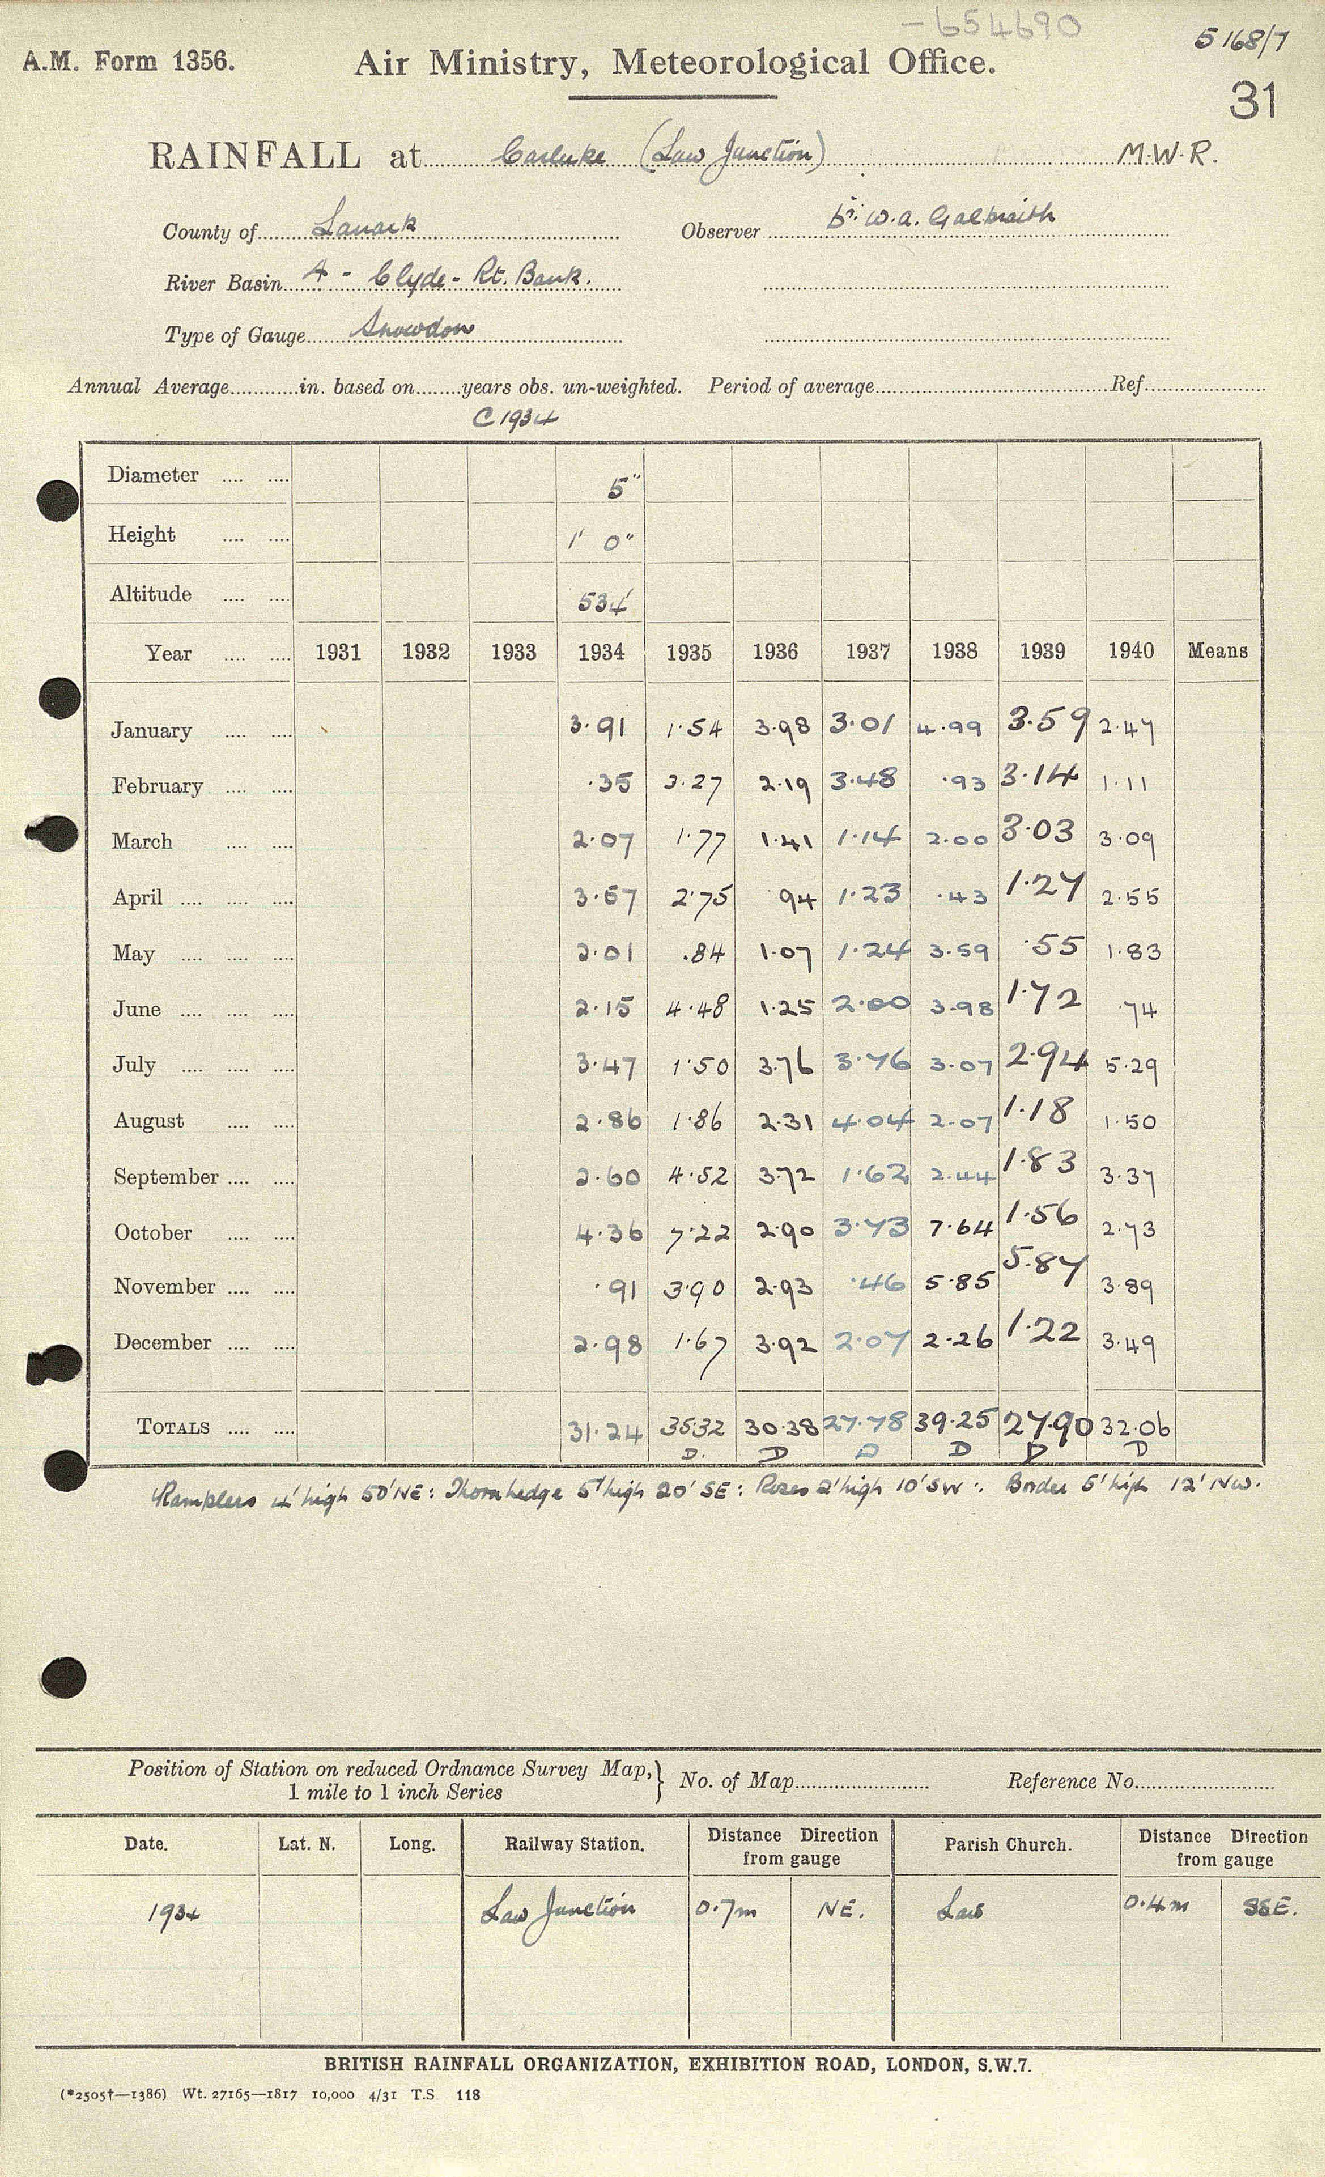 -654690
5168/7
A.M. Form 1356. Air Ministry, Meteorological Office.
31
RAINFALL at Carluke (Law Junction) M.W.R.
County of Lanark Observer Dr. W.A. Galbraith
River Basin A - Clyde - Rt. Bank.
Type of Gauge Snowdon
Annual Average in. based on years obs. un-weighted. Period of average Ref
C 1934
Diameter 5"
Height 1' 0"
Altitude 534'
Year 1931 1932 1933 1934 1935 1936 1937 1938 1939 1940 Means
January 3.91 1.54 3.98 3.01 4.99 3.59 2.47
February .35 3.27 2.19 3.48 .93 3.14 1.11
March 2.07 1.77 1.41 1.14 2.00 3.03 3.09
April 3.57 2.75 .94 1.23 .43 1.27 2.55
May 2.01 .84 1.07 1.24 3.59 .55 1.83
June 2.15 4.48 1.25 2.00 3.98 1.72 .74
July 3.47 1.50 3.76 3.76 3.07 2.94 5.29
August 2.86 1.86 2.31 4.04 2.07 1.18 1.50
September 2.60 4.52 3.72 1.62 2.44 1.83 3.37
October 4.36 7.22 2.90 3.73 7.64 1.56 2.73
November .91 3.90 2.93 .46 5.85 5.87 3.89
December 2.98 1.67 3.92 2.07 2.26 1.22 3.49
TOTALS 31.24 35.32 30.38 27.78 39.25 27.90 32.06
D. D D D D D
Ramblers 4' high 50' NE : Thornhedge 5' high 20' SE : Roses 2' high 10' SW : Border 5' high 12' NW.
Position of Station on reduced Ordnance Survey Map,
1 mile to 1 inch Series } No. of Map Reference No.
Date. Lat. N. Long. Railway Station. Distance Direction from gauge Parish Church. Distance Direction from gauge
1934 Law Junction 0.7m NE. Law 0.4m SSE.
BRITISH RAINFALL ORGANIZATION, EXHIBITION ROAD, LONDON, S.W.7.
(*2505†—1386) Wt. 27165—1817 10,000 4/31 T.S 118